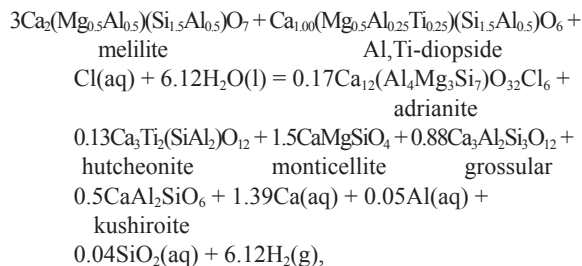 3Ca₂(Mg₀.₅Al₀.₅)(Si₁.₅Al₀.₅)O₇ + Ca₁.₀₀(Mg₀.₅Al₀.₂₅Ti₀.₂₅)(Si₁.₅Al₀.₅)O₆ +
melilite Al,Ti-diopside
Cl(aq) + 6.12H₂O(l) = 0.17Ca₁₂(Al₄Mg₃Si₇)O₃₂Cl₆ +
adrianite
0.13Ca₃Ti₂(SiAl₂)O₁₂ + 1.5CaMgSiO₄ + 0.88Ca₃Al₂Si₃O₁₂ +
hutcheonite monticellite grossular
0.5CaAl₂SiO₆ + 1.39Ca(aq) + 0.05Al(aq) +
kushiroite
0.04SiO₂(aq) + 6.12H₂(g),